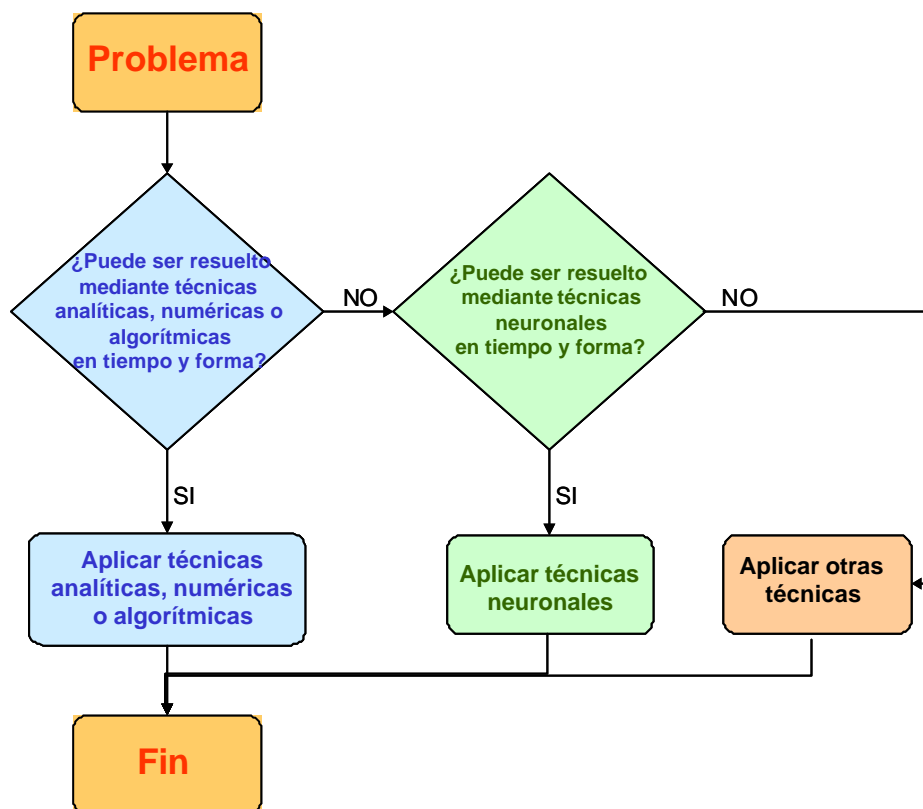 Problema
¿Puede ser resuelto
mediante técnicas
analíticas, numéricas o
algorítmicas
en tiempo y forma?
NO
¿Puede ser resuelto
mediante técnicas
neuronales
en tiempo y forma?
NO
SI
SI
Aplicar técnicas
analíticas, numéricas
o algorítmicas
Aplicar técnicas
neuronales
Aplicar otras
técnicas
Fin